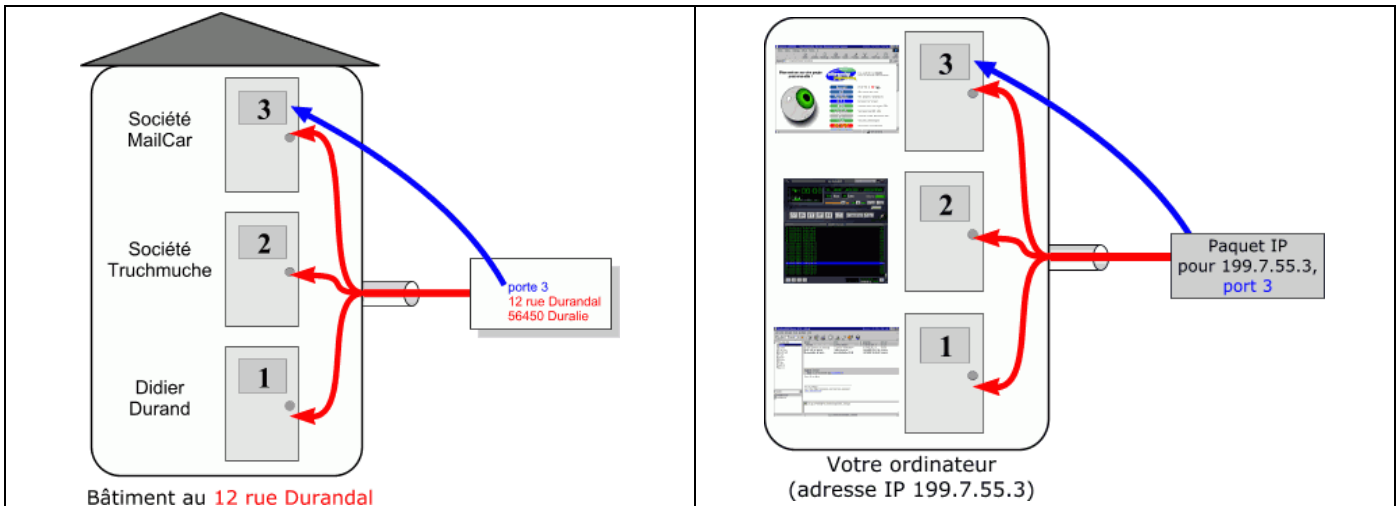 Société
MailCar
3
Société
Truchmuche
2
Didier
Durand
1
porte 3
12 rue Durandal
56450 Duralie
Bâtiment au 12 rue Durandal
3
2
1
Paquet IP
pour 199.7.55.3,
port 3
Votre ordinateur
(adresse IP 199.7.55.3)